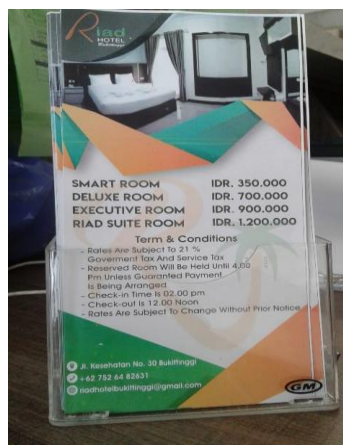 Riad
HOTEL
Bukittinggi
SMART ROOM IDR. 350.000
DELUXE ROOM IDR. 700.000
EXECUTIVE ROOM IDR. 900.000
RIAD SUITE ROOM IDR. 1.200.000
Term & Conditions
- Rates Are Subject To 21 %
Goverment Tax And Service Tax
- Reserved Room Will Be Held Until 4,00
Pm Unless Guaranted Payment
Is Being Arranged
- Check-in Time Is 02.00 pm
- Check-out Is 12.00 Noon
- Rates Are Subject To Change Without Prior Notice
Jl. Kesehatan No. 30 Bukittinggi
+62 752 64 82631
riadhotelbukittinggi@gmail.com
GM